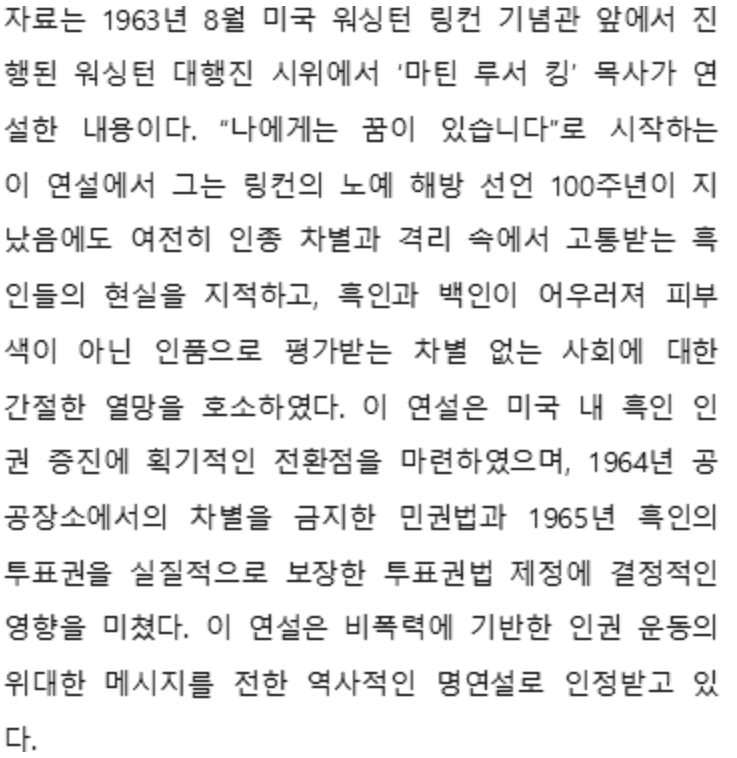 자료는 1963년 8월 미국 워싱턴 링컨 기념관 앞에서 진
행된 워싱턴 대행진 시위에서 ‘마틴 루서 킹’ 목사가 연
설한 내용이다. “나에게는 꿈이 있습니다”로 시작하는
이 연설에서 그는 링컨의 노예 해방 선언 100주년이 지
났음에도 여전히 인종 차별과 격리 속에서 고통받는 흑
인들의 현실을 지적하고, 흑인과 백인이 어우러져 피부
색이 아닌 인품으로 평가받는 차별 없는 사회에 대한
간절한 열망을 호소하였다. 이 연설은 미국 내 흑인 인
권 증진에 획기적인 전환점을 마련하였으며, 1964년 공
공장소에서의 차별을 금지한 민권법과 1965년 흑인의
투표권을 실질적으로 보장한 투표권법 제정에 결정적인
영향을 미쳤다. 이 연설은 비폭력에 기반한 인권 운동의
위대한 메시지를 전한 역사적인 명연설로 인정받고 있
다.